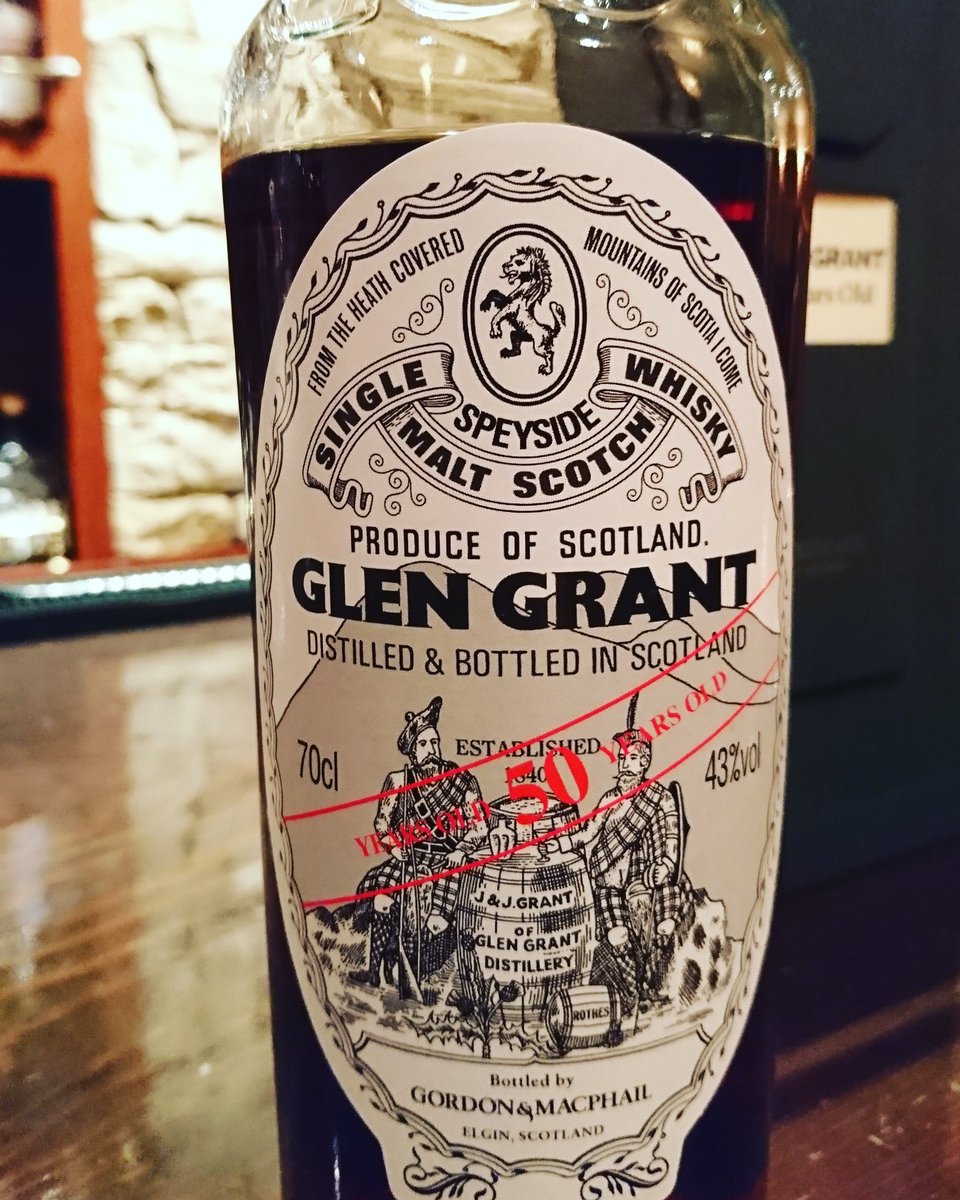 FROM THE HEATH COVERED MOUNTAINS OF SCOTIA I COME
SINGLE MALT SCOTCH WHISKY
SPEYSIDE
PRODUCE OF SCOTLAND.
GLEN GRANT
DISTILLED & BOTTLED IN SCOTLAND
70cl
ESTABLISHED
1840
43%vol
YEARS OLD 50 YEARS OLD
J & J. GRANT
OF
GLEN GRANT
DISTILLERY
ROTHES
Bottled by
GORDON & MACPHAIL
ELGIN, SCOTLAND
GRANT
Old